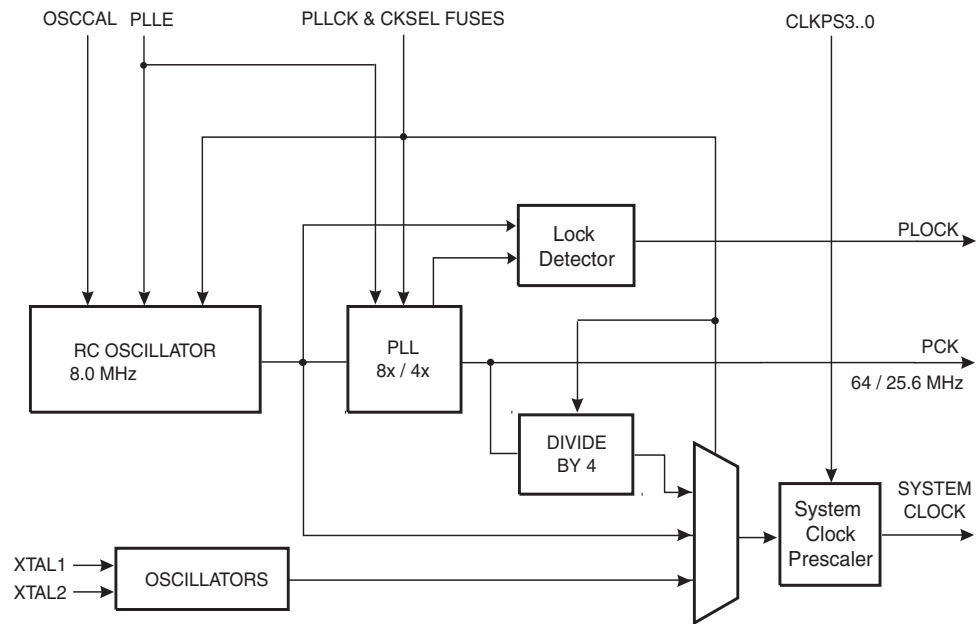 OSCCAL PLLE PLLCK & CKSEL FUSES CLKPS3..0
Lock
Detector
PLOCK
RC OSCILLATOR
8.0 MHz
PLL
8x / 4x
PCK
64 / 25.6 MHz
DIVIDE
BY 4
SYSTEM
CLOCK
System
Clock
Prescaler
XTAL1
XTAL2
OSCILLATORS